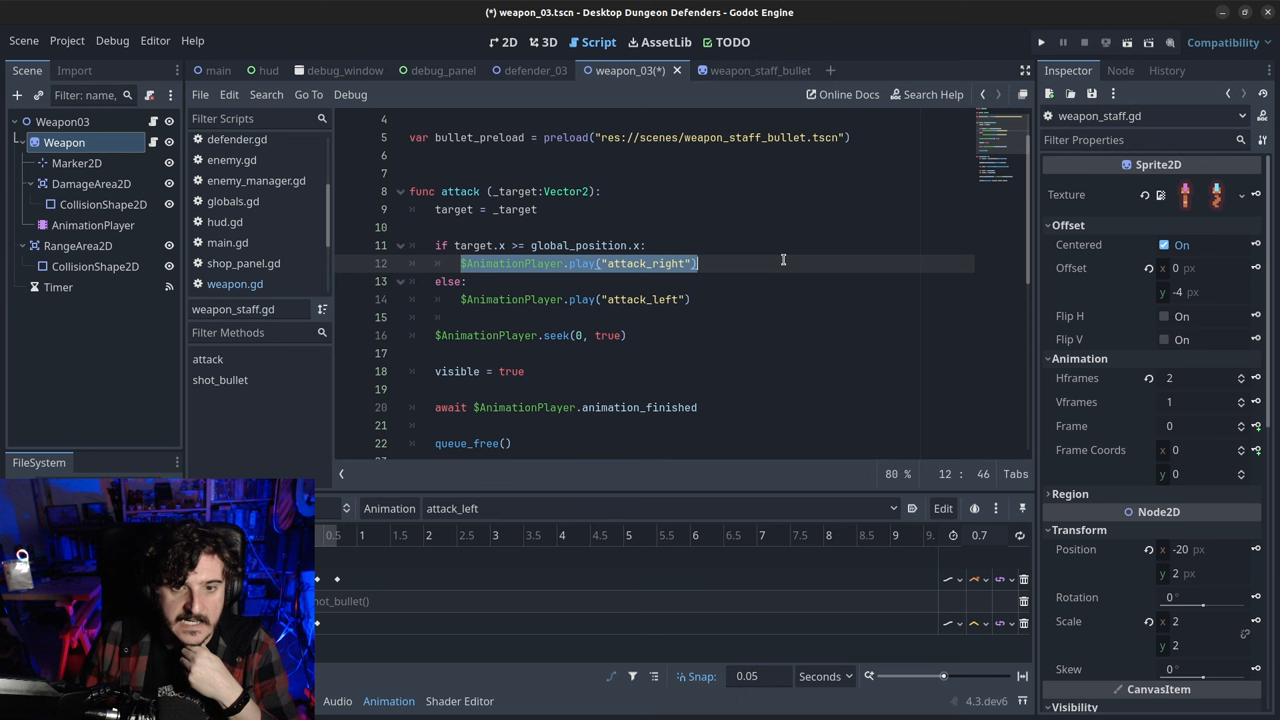 (*) weapon_03.tscn - Desktop Dungeon Defenders - Godot Engine
Scene Project Debug Editor Help
2D 3D Script AssetLib TODO
Compatibility
Scene Import
main hud debug_window debug_panel defender_03 weapon_03(*) weapon_staff_bullet
Inspector Node History
Filter: name,
File Edit Search Go To Debug
Online Docs Search Help
Weapon03
Weapon
Marker2D
DamageArea2D
CollisionShape2D
AnimationPlayer
RangeArea2D
CollisionShape2D
Timer
Filter Scripts
defender.gd
enemy.gd
enemy_manager.gd
globals.gd
hud.gd
main.gd
shop_panel.gd
weapon.gd
weapon_staff.gd
Filter Methods
attack
shot_bullet
4
5 var bullet_preload = preload("res://scenes/weapon_staff_bullet.tscn")
6
7
8 func attack (_target:Vector2):
9 target = _target
10
11 if target.x >= global_position.x:
12 $AnimationPlayer.play("attack_right")
13 else:
14 $AnimationPlayer.play("attack_left")
15
16 $AnimationPlayer.seek(0, true)
17
18 visible = true
19
20 await $AnimationPlayer.animation_finished
21
22 queue_free()
80 % 12 : 46 Tabs
weapon_staff.gd
Filter Properties
Sprite2D
Texture
Offset
Centered On
Offset x 0 px
y -4 px
Flip H On
Flip V On
Animation
Hframes 2
Vframes 1
Frame 0
Frame Coords x 0
y 0
Region
Node2D
Transform
Position x -20 px
y 2 px
Rotation 0 °
Scale x 2
y 2
Skew 0 °
CanvasItem
Visibility
FileSystem
Animation attack_left Edit
0.5 1 1.5 2 2.5 3 3.5 4 4.5 5 5.5 6 6.5 7 7.5 8 8.5 9 9. 0.7
hot_bullet()
Snap: 0.05 Seconds
Audio Animation Shader Editor 4.3.dev6